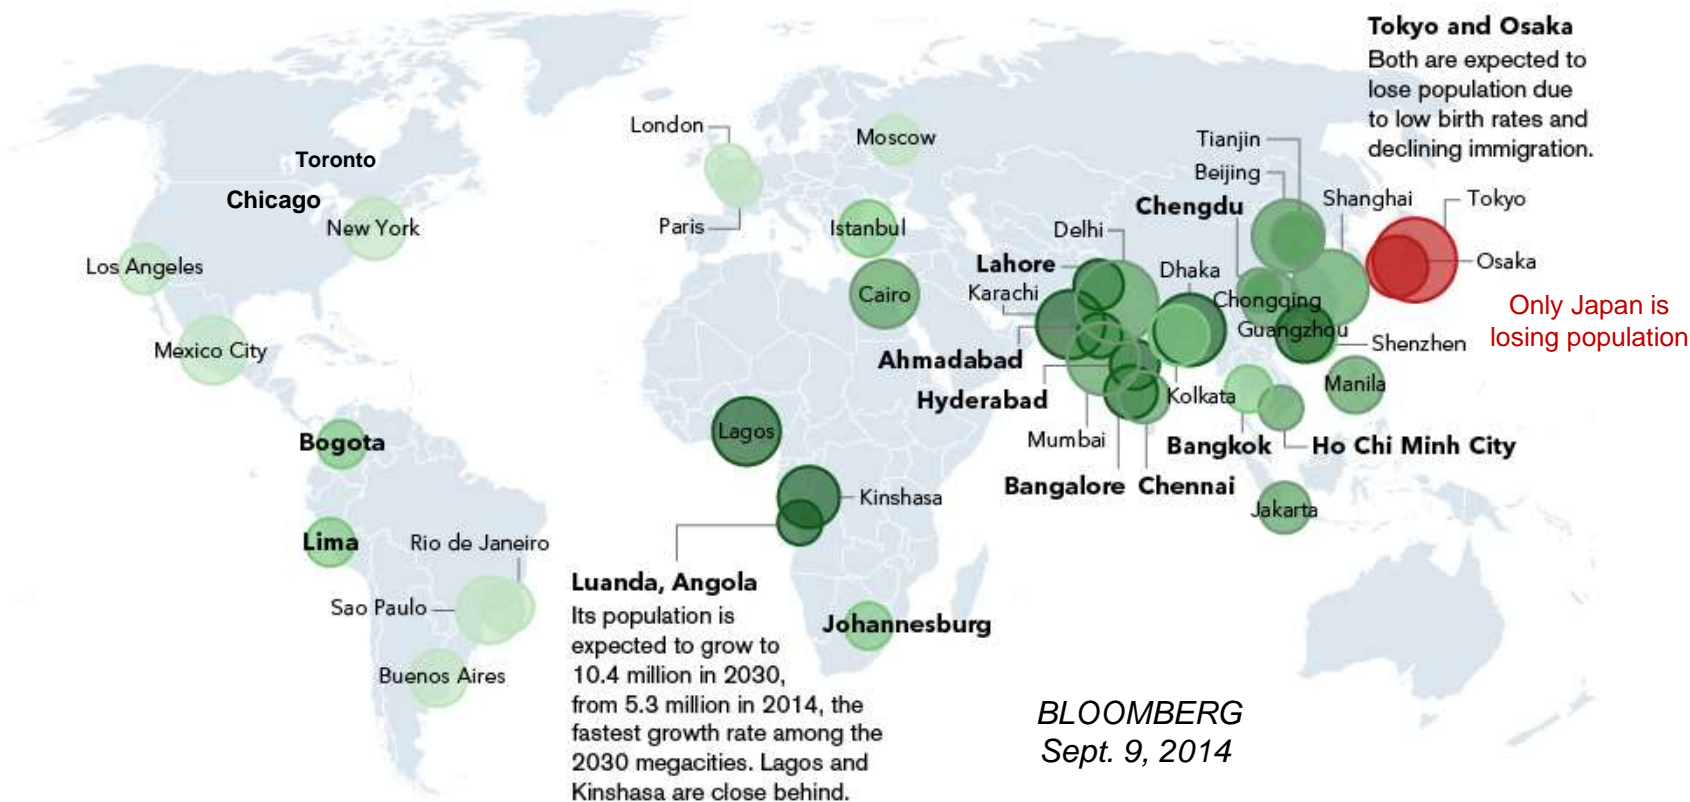 Tokyo and Osaka
Both are expected to
lose population due
to low birth rates and
declining immigration.
London
Moscow
Tianjin
Toronto
Beijing
Chicago
Chengdu
Shanghai
Tokyo
New York
Paris
Istanbul
Delhi
Los Angeles
Lahore
Dhaka
Osaka
Karachi
Cairo
Chongqing
Only Japan is
losing population
Guangzhou
Shenzhen
Mexico City
Ahmadabad
Manila
Hyderabad
Kolkata
Lagos
Mumbai
Bogota
Bangkok
Ho Chi Minh City
Bangalore
Chennai
Kinshasa
Jakarta
Lima
Rio de Janeiro
Luanda, Angola
Its population is
expected to grow to
10.4 million in 2030,
from 5.3 million in 2014, the
fastest growth rate among the
2030 megacities. Lagos and
Kinshasa are close behind.
Sao Paulo
Johannesburg
Buenos Aires
BLOOMBERG
Sept. 9, 2014